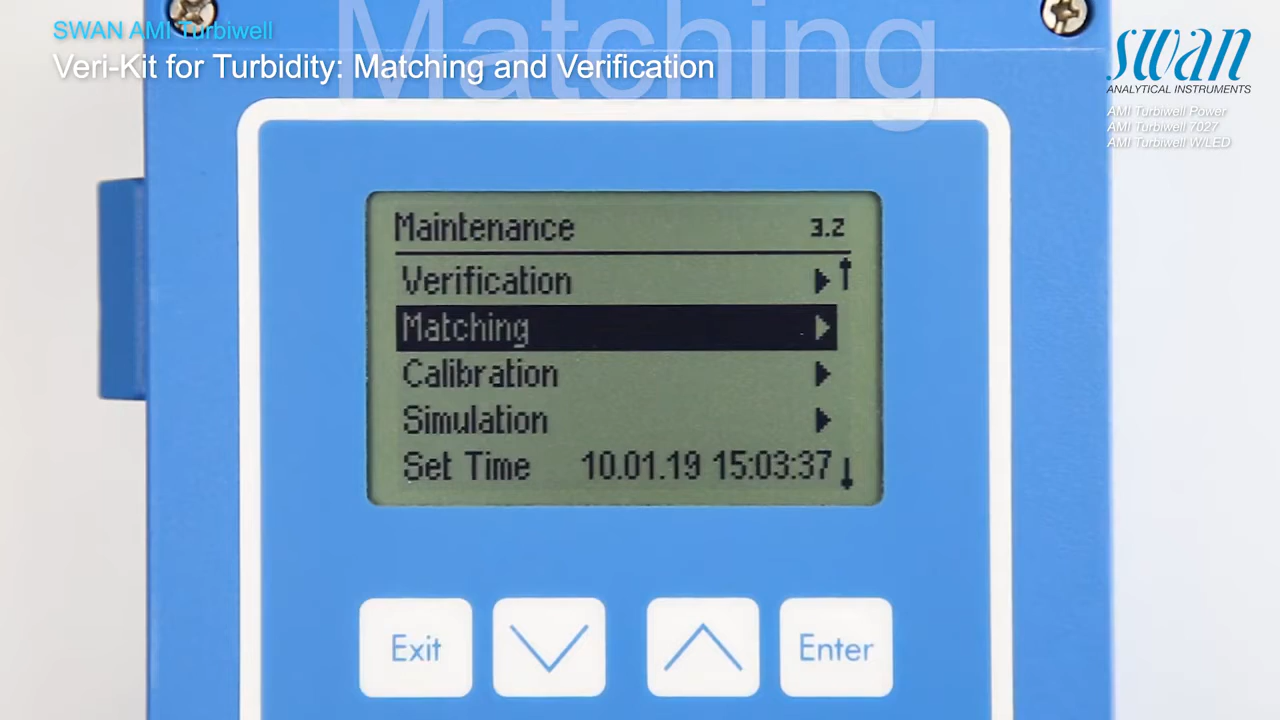 Matching
SWAN AMI Turbiwell
Veri-Kit for Turbidity: Matching and Verification
swan
ANALYTICAL INSTRUMENTS
AMI Turbiwell Power
AMI Turbiwell 7027
AMI Turbiwell W/LED
Maintenance 3.2
Verification
Matching
Calibration
Simulation
Set Time 10.01.19 15:03:37
Exit Enter